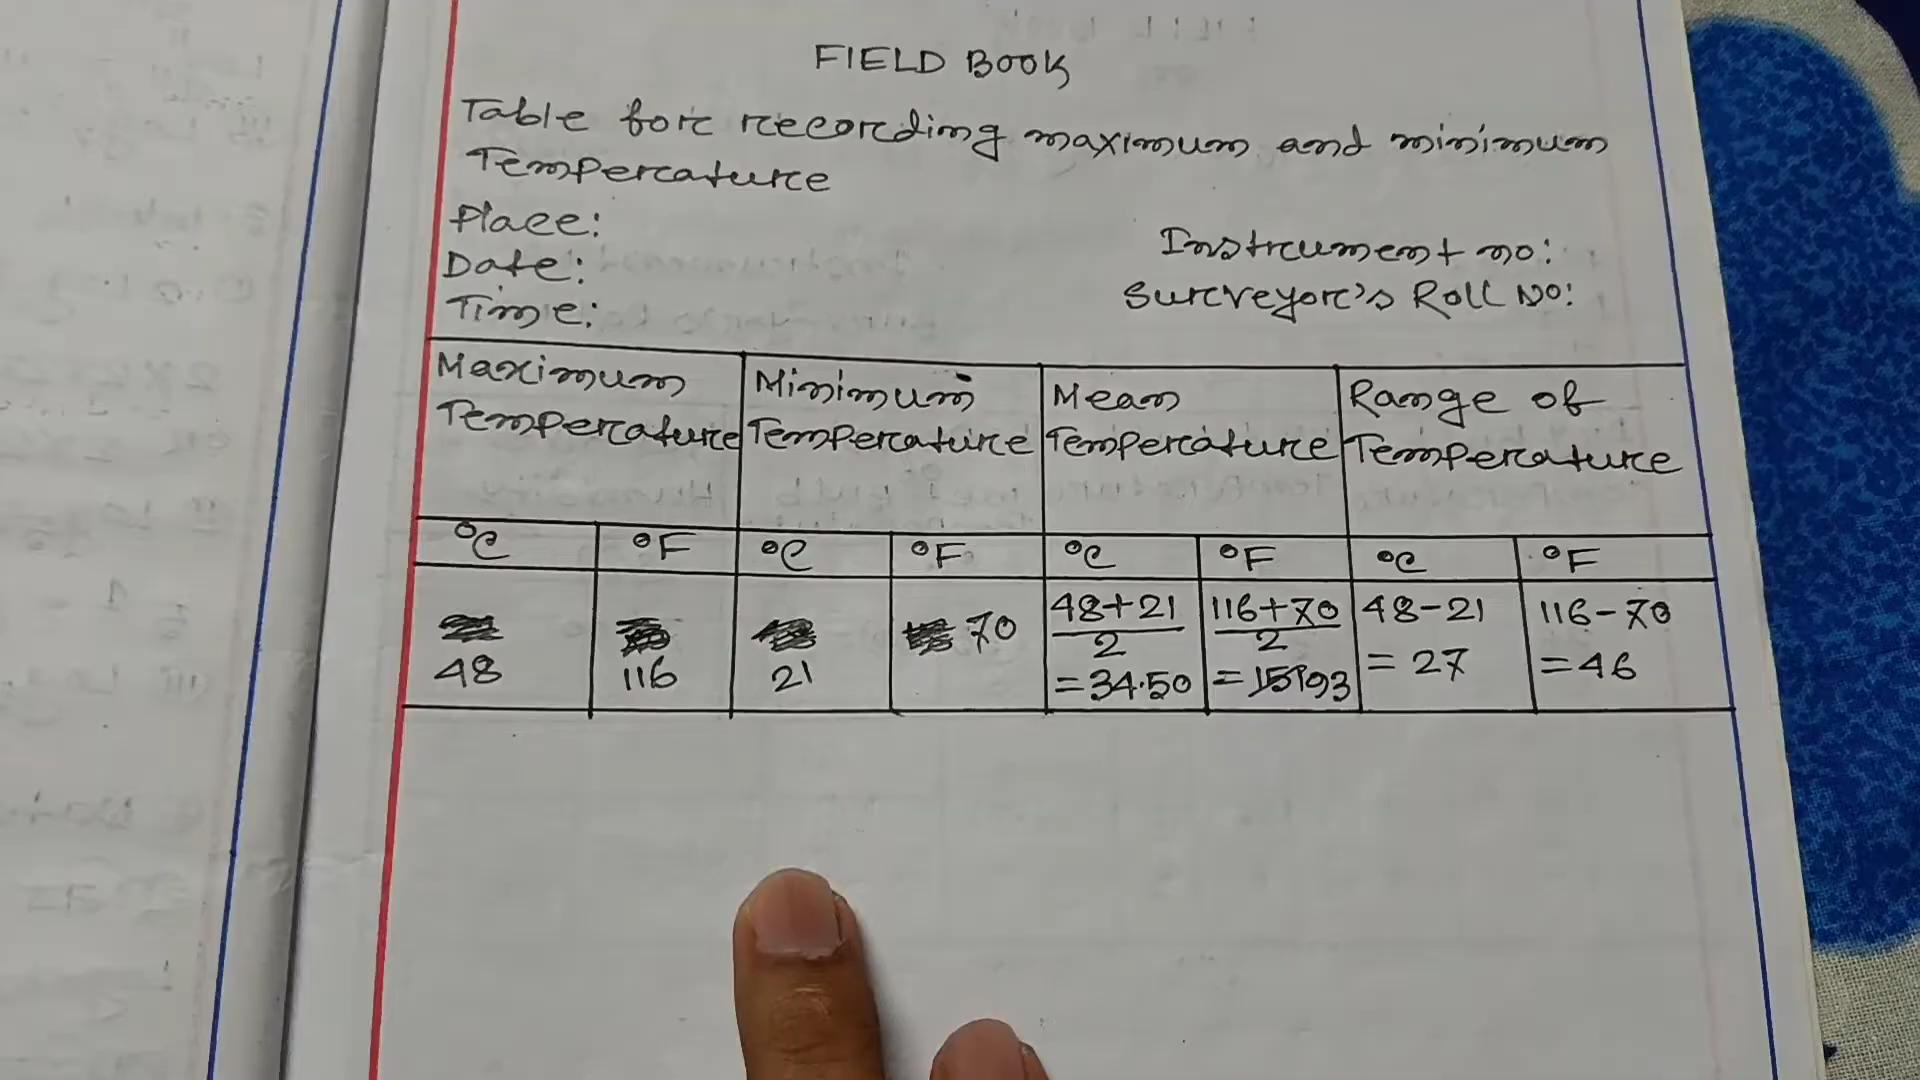 FIELD BOOK
Table for recording maximum and minimum
Temperature
Place:
Date:
Time:
Instrument no:
Surveyor's Roll No:
Maximum Temperature
Minimum Temperature
Mean Temperature
Range of Temperature
°C °F °C °F °C °F °C °F
48
116
21
70
48+21
2
=34.50
116+70
2
48-21
= 27
116-70
=46